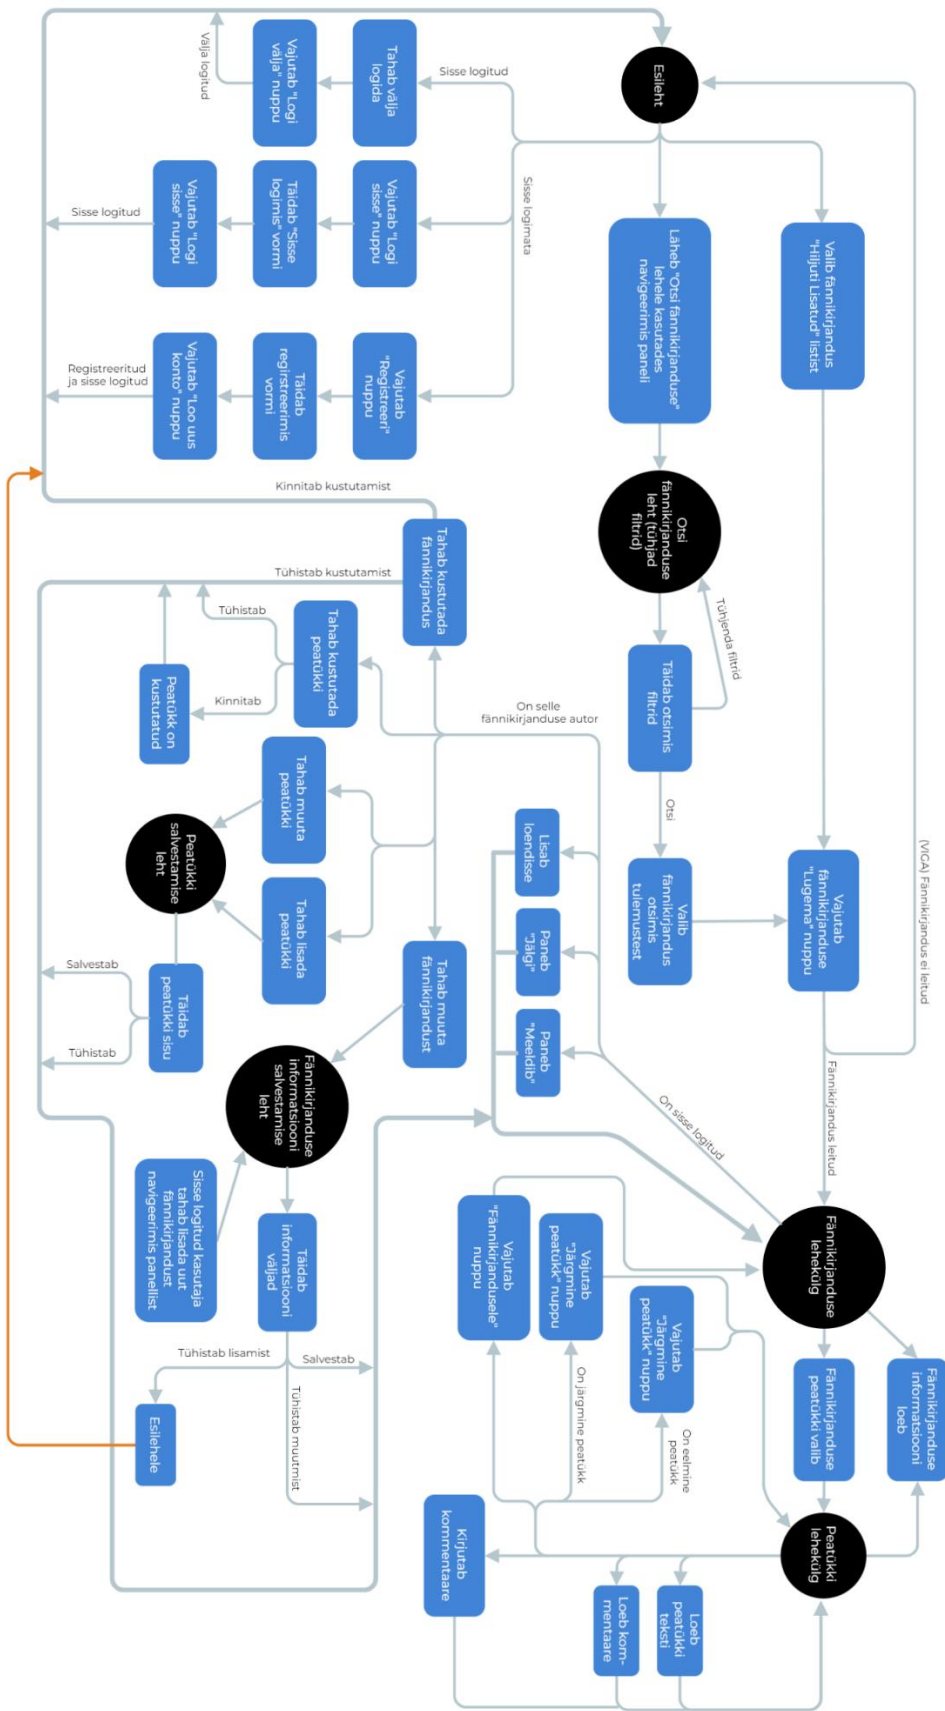 Esileht
Sisse logitud
Tahab välja
logida
Vajutab "Logi
välja" nuppu
Välja logitud
Sisse logimata
Vajutab "Logi
sisse" nuppu
Täidab "Sisse
logimis" vormi
Vajutab "Logi
sisse" nuppu
Sisse logitud
Vajutab
"Registreeri"
nuppu
Täidab
regirstreerimis
vormi
Vajutab "Loo uus
konto" nuppu
Registreeritud
ja sisse logitud
Läheb "Otsi fännikirjanduse"
lehele kasutades
navigeerimis paneli
Valib fännikirjandus
"Hiljuti Lisatud" listist
Otsi
fännikirjanduse
leht (tühjad
filtrid)
Tühjenda filtrid
Täidab otsimis
filtrid
Otsi
Valib
fännikirjandus
otsimis
tulemustest
Vajutab
fännikirjanduse
"Lugema" nuppu
(VIGA) Fännikirjandus ei leitud
Fännikirjandus leitud
Fännikirjanduse
lehekülg
On sisse logitud
Lisab
loendisse
Paneb
"Jälgi"
Paneb
"Meeldib"
On selle
fännikirjanduse autor
Tahab kustutada
fännikirjandus
Kinnitab kustutamist
Tühistab kustutamist
Tahab kustutada
peatükki
Tühistab
Kinnitab
Peatükk on
kustutatud
Tahab muuta
peatükki
Tahab lisada
peatükki
Peatükki
salvestamise
leht
Täidab
peatükki sisu
Salvestab
Tühistab
Tahab muuta
fännikirjandust
Fännikirjanduse
informatsiooni
salvestamise
leht
Sisse logitud kasutaja
tahab lisada uut
fännikirjandust
navigeerimis panellist
Täidab
informatsiooni
väljad
Tühistab lisamist
Salvestab
Tühistab muutmist
Esilehele
Fännikirjanduse
informatsiooni
loeb
Fännikirjanduse
peatükki valib
Peatükki
lehekülg
Vajutab
"Fännikirjandusele"
nuppu
Vajutab
"Järgmine
peatükk" nuppu
On järgmine peatükk
Vajutab
"Järgmine
peatükk" nuppu
On eelmine
peatükk
Kirjutab
kommentaare
Loeb kom-
mentaare
Loeb
peatükki
teksti